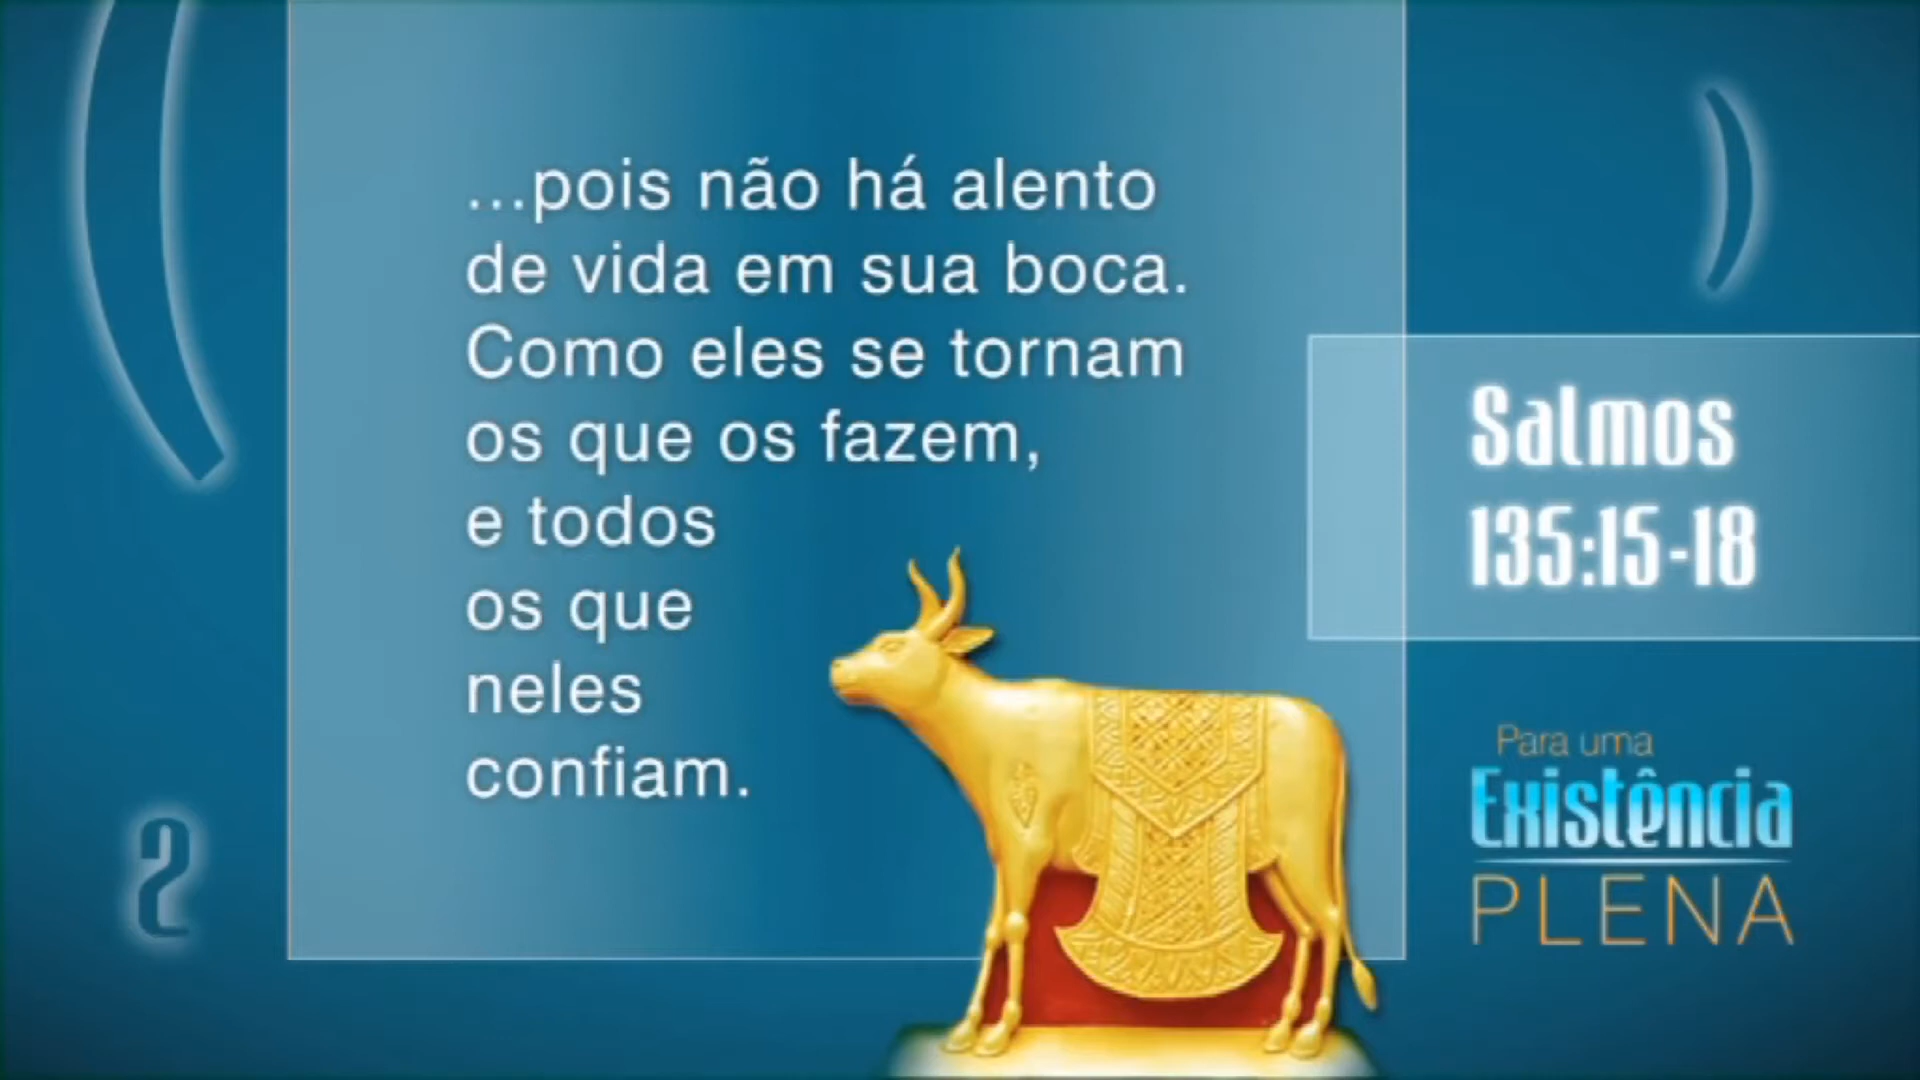 ...pois não há alento
de vida em sua boca.
Como eles se tornam
os que os fazem,
e todos
os que
neles
confiam.
Salmos
135:15-18
Para uma
Existência
PLENA
2